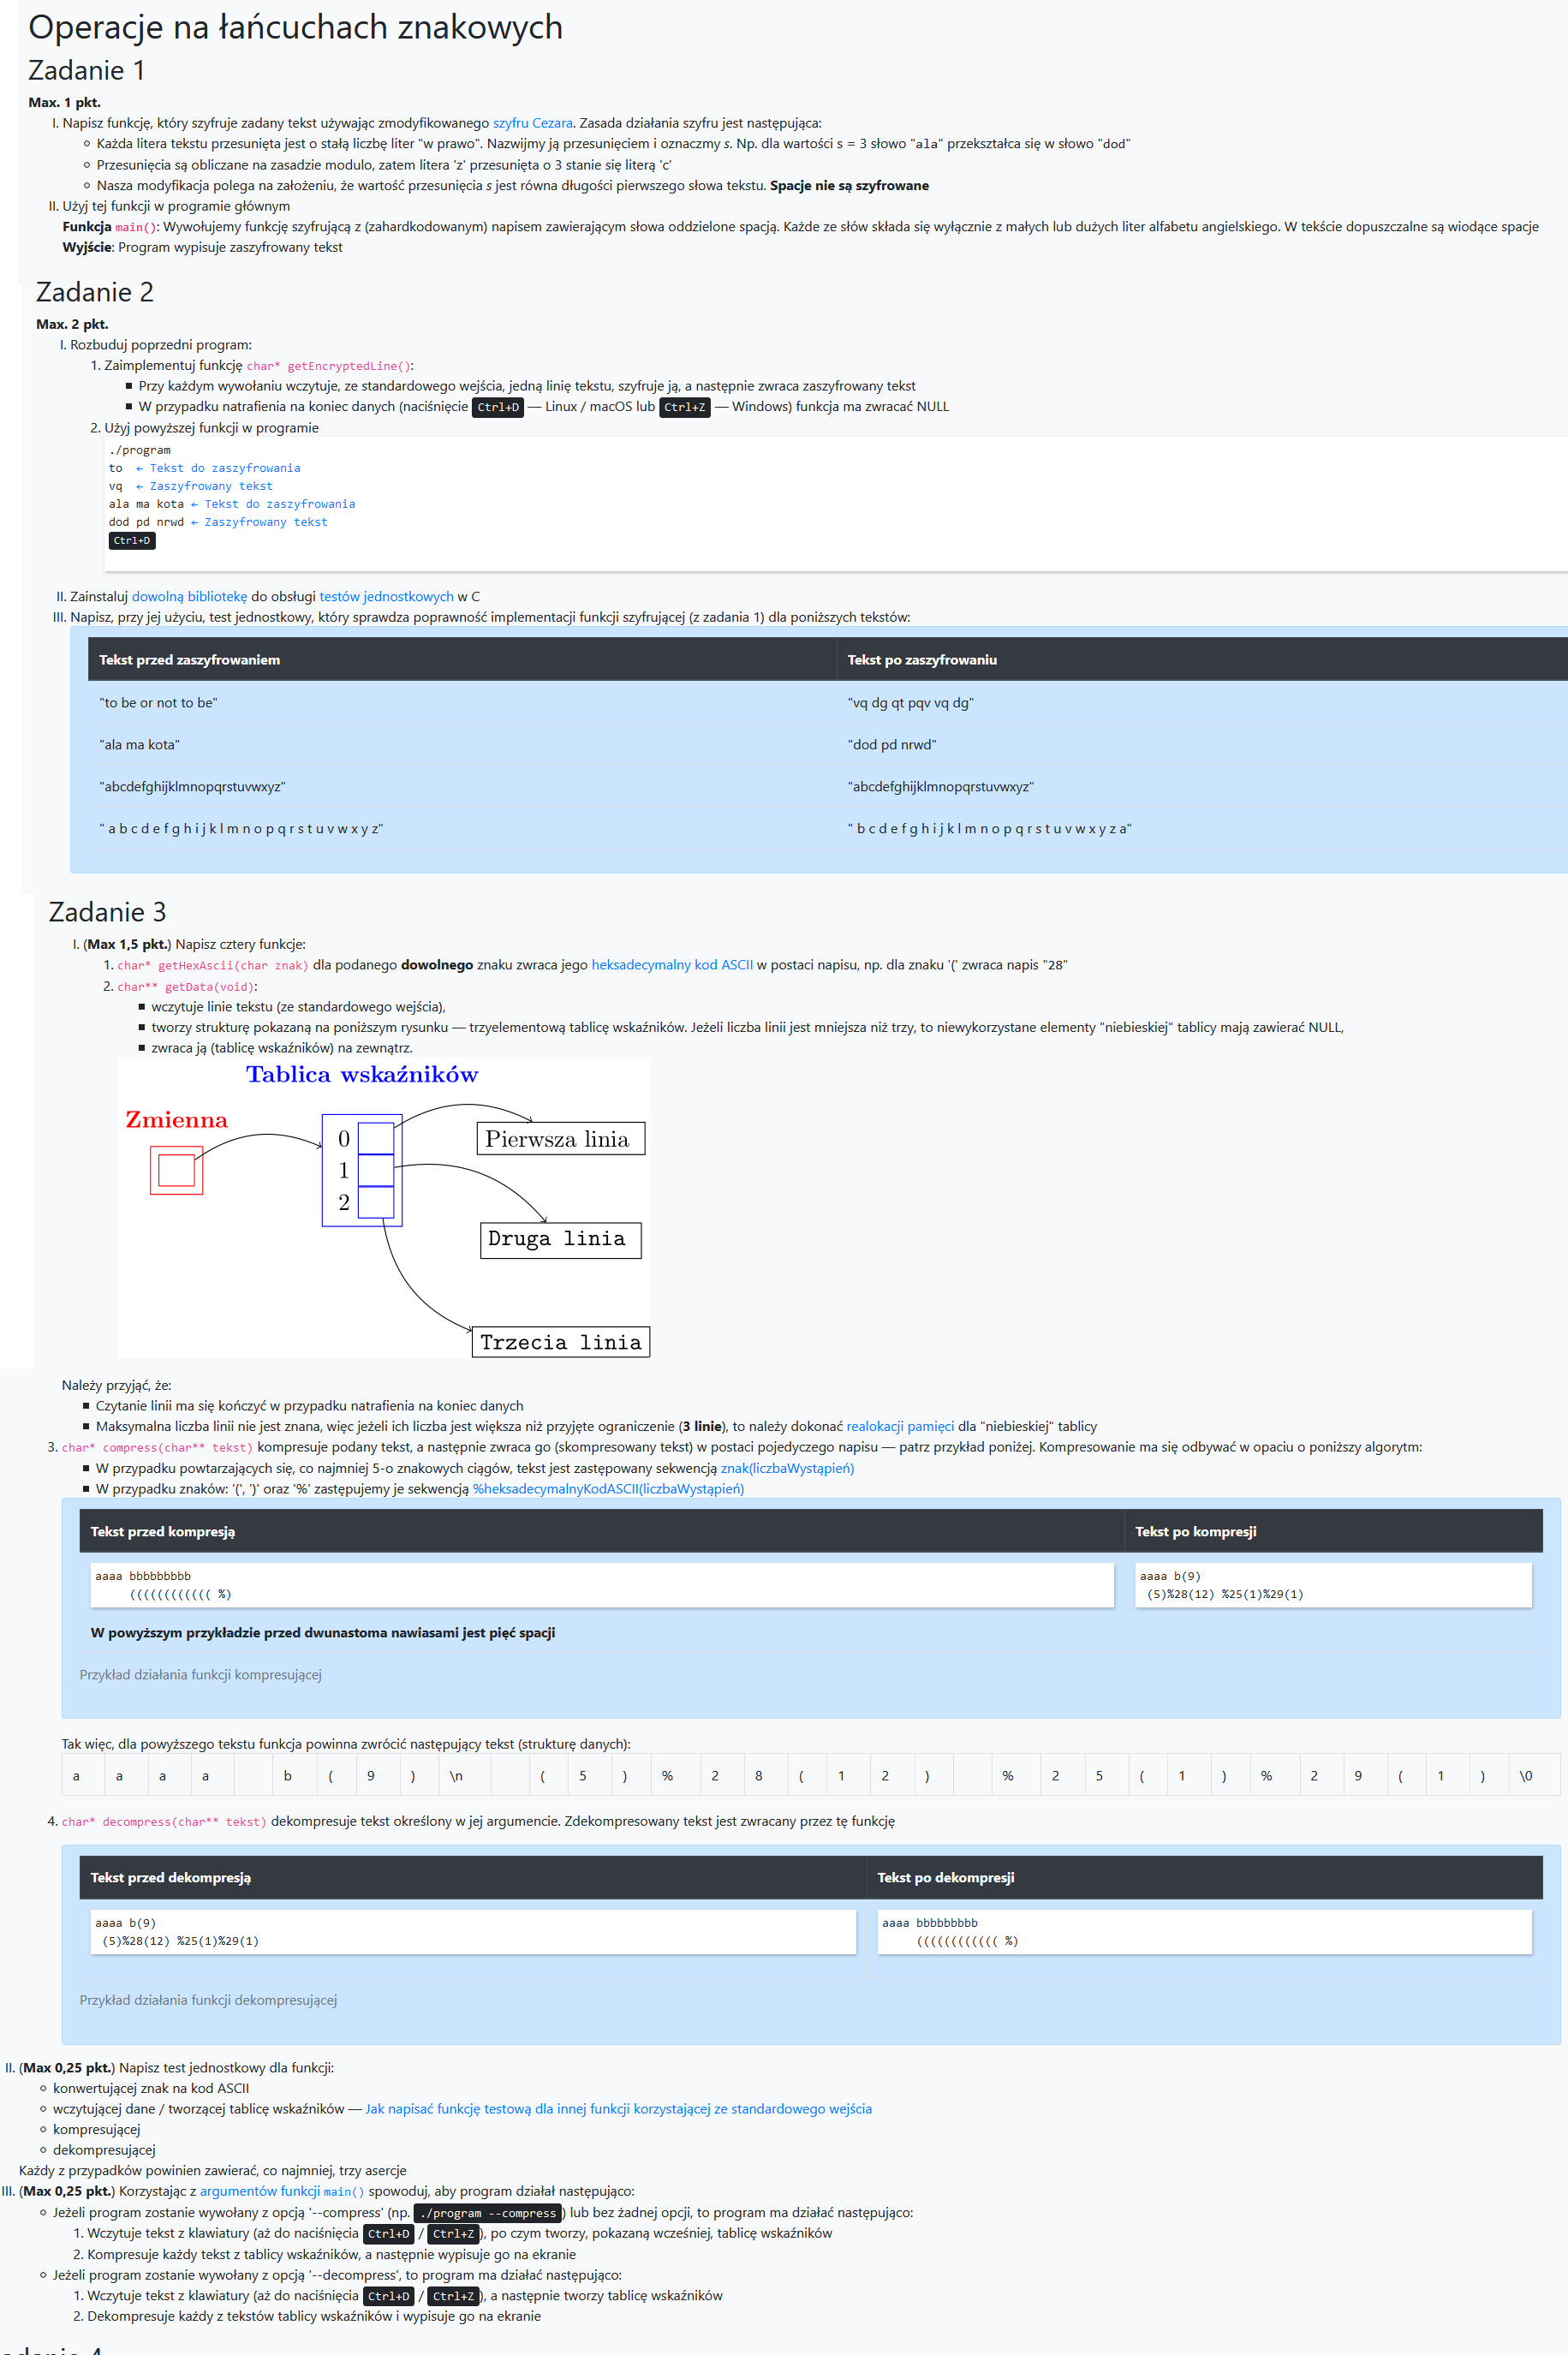 Operacje na łańcuchach znakowych
Zadanie 1
Max. 1 pkt.
I. Napisz funkcję, który szyfruje zadany tekst używając zmodyfikowanego szyfru Cezara. Zasada działania szyfru jest następująca:
Każda litera tekstu przesunięta jest o stałą liczbę liter "w prawo". Nazwijmy ją przesunięciem i oznaczmy s. Np. dla wartości s = 3 słowo "ala" przekształca się w słowo "dod"
Przesunięcia są obliczane na zasadzie modulo, zatem litera 'z' przesunięta o 3 stanie się literą 'c'
Nasza modyfikacja polega na założeniu, że wartość przesunięcia s jest równa długości pierwszego słowa tekstu. Spacje nie są szyfrowane
II. Użyj tej funkcji w programie głównym
Funkcja main(): Wywołujemy funkcję szyfrującą z (zahardkodowanym) napisem zawierającym słowa oddzielone spacją. Każde ze słów składa się wyłącznie z małych lub dużych liter alfabetu angielskiego. W tekście dopuszczalne są wiodące spacje
Wyjście: Program wypisuje zaszyfrowany tekst
Zadanie 2
Max. 2 pkt.
I. Rozbuduj poprzedni program:
1. Zaimplementuj funkcję char* getEncryptedLine():
Przy każdym wywołaniu wczytuje, ze standardowego wejścia, jedną linię tekstu, szyfruje ją, a następnie zwraca zaszyfrowany tekst
W przypadku natrafienia na koniec danych (naciśnięcie Ctrl+D — Linux / macOS lub Ctrl+Z — Windows) funkcja ma zwracać NULL
2. Użyj powyższej funkcji w programie
./program
to ← Tekst do zaszyfrowania
vq ← Zaszyfrowany tekst
ala ma kota ← Tekst do zaszyfrowania
dod pd nrwd ← Zaszyfrowany tekst
Ctrl+D
II. Zainstaluj dowolną bibliotekę do obsługi testów jednostkowych w C
III. Napisz, przy jej użyciu, test jednostkowy, który sprawdza poprawność implementacji funkcji szyfrującej (z zadania 1) dla poniższych tekstów:
Tekst przed zaszyfrowaniem Tekst po zaszyfrowaniu
"to be or not to be" "vq dg qt pqv vq dg"
"ala ma kota" "dod pd nrwd"
"abcdefghijklmnopqrstuvwxyz" "abcdefghijklmnopqrstuvwxyz"
" a b c d e f g h i j k l m n o p q r s t u v w x y z" " b c d e f g h i j k l m n o p q r s t u v w x y z a"
Zadanie 3
I. (Max 1,5 pkt.) Napisz cztery funkcje:
1. char* getHexAscii(char znak) dla podanego dowolnego znaku zwraca jego heksadecymalny kod ASCII w postaci napisu, np. dla znaku '(' zwraca napis "28"
2. char** getData(void):
wczytuje linie tekstu (ze standardowego wejścia),
tworzy strukturę pokazaną na poniższym rysunku — trzyelementową tablicę wskaźników. Jeżeli liczba linii jest mniejsza niż trzy, to niewykorzystane elementy "niebieskiej" tablicy mają zawierać NULL,
zwraca ją (tablicę wskaźników) na zewnątrz.
Tablica wskaźników
Zmienna
0
1
2
Pierwsza linia
Druga linia
Trzecia linia
Należy przyjąć, że:
Czytanie linii ma się kończyć w przypadku natrafienia na koniec danych
Maksymalna liczba linii nie jest znana, więc jeżeli ich liczba jest większa niż przyjęte ograniczenie (3 linie), to należy dokonać realokacji pamięci dla "niebieskiej" tablicy
3. char* compress(char** tekst) kompresuje podany tekst, a następnie zwraca go (skompresowany tekst) w postaci pojedyczego napisu — patrz przykład poniżej. Kompresowanie ma się odbywać w opaciu o poniższy algorytm:
W przypadku powtarzających się, co najmniej 5-o znakowych ciągów, tekst jest zastępowany sekwencją znak(liczbaWystąpień)
W przypadku znaków: '(', ')' oraz '%' zastępujemy je sekwencją %heksadecymalnyKodASCII(liczbaWystąpień)
Tekst przed kompresją Tekst po kompresji
aaaa bbbbbbbbb aaaa b(9)
     (((((((((((( %)  (5)%28(12) %25(1)%29(1)
W powyższym przykładzie przed dwunastoma nawiasami jest pięć spacji
Przykład działania funkcji kompresującej
Tak więc, dla powyższego tekstu funkcja powinna zwrócić następujący tekst (strukturę danych):
a a a a b ( 9 ) \n ( 5 ) % 2 8 ( 1 2 ) % 2 5 ( 1 ) % 2 9 ( 1 ) \0
4. char* decompress(char** tekst) dekompresuje tekst określony w jej argumencie. Zdekompresowany tekst jest zwracany przez tę funkcję
Tekst przed dekompresją Tekst po dekompresji
aaaa b(9) aaaa bbbbbbbbb
 (5)%28(12) %25(1)%29(1)      (((((((((((( %)
Przykład działania funkcji dekompresującej
II. (Max 0,25 pkt.) Napisz test jednostkowy dla funkcji:
konwertującej znak na kod ASCII
wczytującej dane / tworzącej tablicę wskaźników — Jak napisać funkcję testową dla innej funkcji korzystającej ze standardowego wejścia
kompresującej
dekompresującej
Każdy z przypadków powinien zawierać, co najmniej, trzy asercje
III. (Max 0,25 pkt.) Korzystając z argumentów funkcji main() spowoduj, aby program działał następująco:
Jeżeli program zostanie wywołany z opcją '--compress' (np. ./program --compress) lub bez żadnej opcji, to program ma działać następująco:
1. Wczytuje tekst z klawiatury (aż do naciśnięcia Ctrl+D / Ctrl+Z), po czym tworzy, pokazaną wcześniej, tablicę wskaźników
2. Kompresuje każdy tekst z tablicy wskaźników, a następnie wypisuje go na ekranie
Jeżeli program zostanie wywołany z opcją '--decompress', to program ma działać następująco:
1. Wczytuje tekst z klawiatury (aż do naciśnięcia Ctrl+D / Ctrl+Z), a następnie tworzy tablicę wskaźników
2. Dekompresuje każdy z tekstów tablicy wskaźników i wypisuje go na ekranie